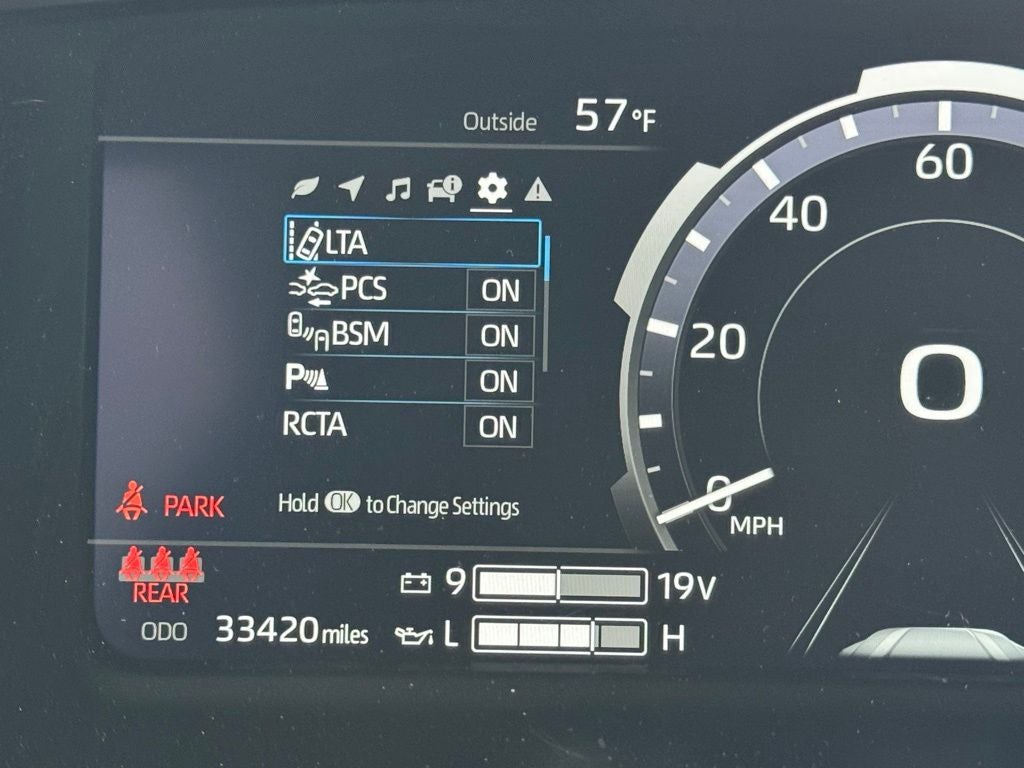 Outside 57°F
LTA
PCS ON
BSM ON
P ON
RCTA ON
Hold OK to Change Settings
PARK
REAR
ODO 33420 miles
9 19V
L H
0
20
40
60
0
MPH